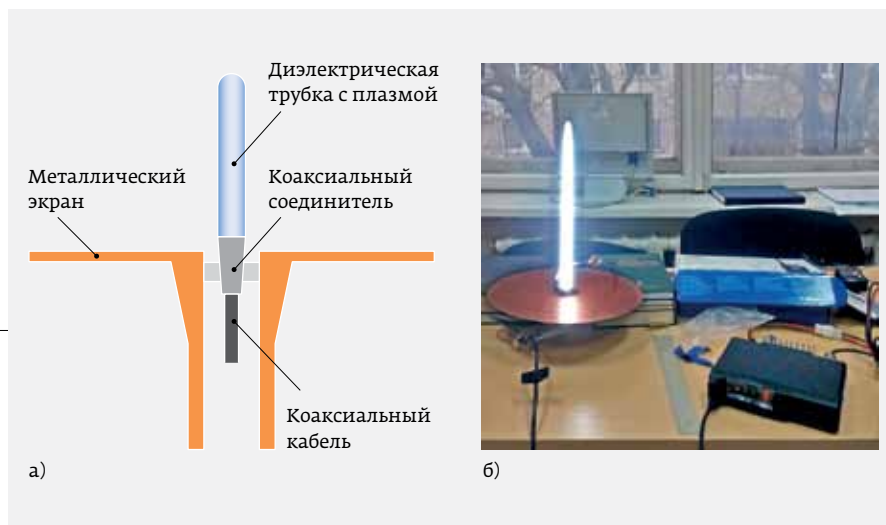 Диэлектрическая
трубка с плазмой
Металлический
экран
Коаксиальный
соединитель
Коаксиальный
кабель
а)
б)